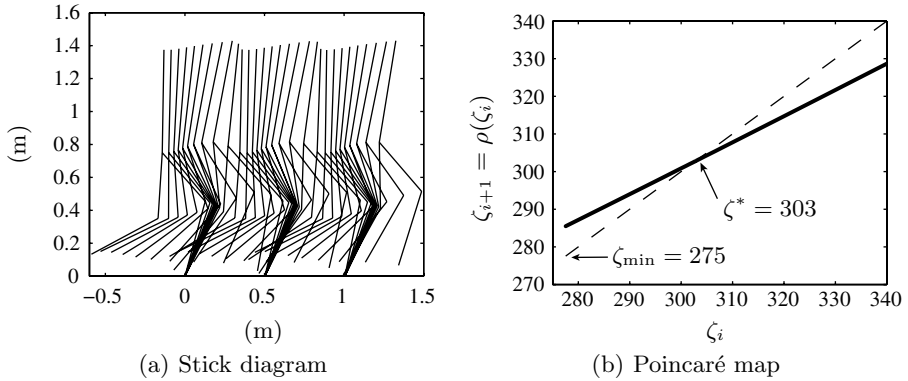 1.6
1.4
1.2
1
0.8
0.6
0.4
0.2
0
(m)
−0.5 0 0.5 1 1.5
(m)
(a) Stick diagram
340
330
320
310
300
290
280
270
ζi+1 = ρ(ζi)
ζ* = 303
ζmin = 275
280 290 300 310 320 330 340
ζi
(b) Poincaré map